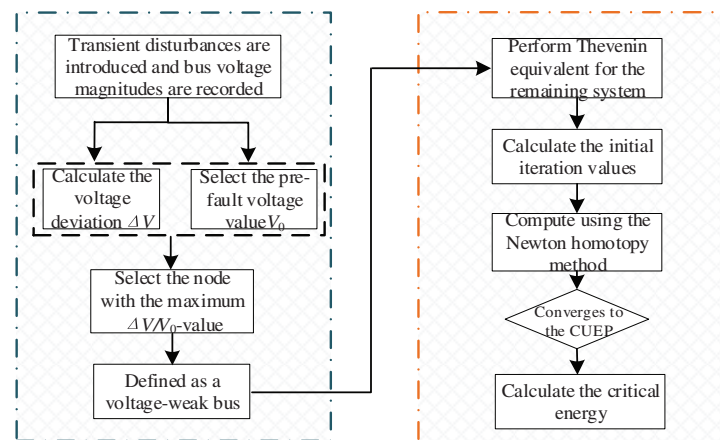 Transient disturbances are
introduced and bus voltage
magnitudes are recorded
Calculate the
voltage
deviation ΔV
Select the pre-
fault voltage
valueV₀
Select the node
with the maximum
ΔV/V₀-value
Defined as a
voltage-weak bus
Perform Thevenin
equivalent for the
remaining system
Calculate the initial
iteration values
Compute using the
Newton homotopy
method
Converges to
the CUEP
Calculate the critical
energy